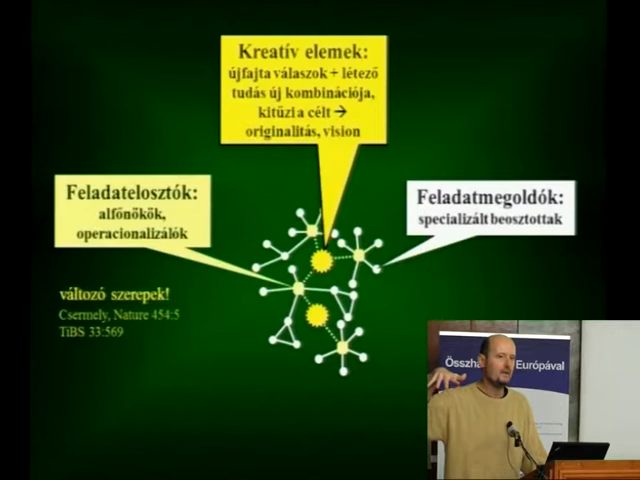 Kreatív elemek:
újfajta válaszok + létező
tudás új kombinációja,
kitűzi a célt →
originalitás, vision
Feladatelosztók:
alfőnökök,
operacionalizálók
Feladatmegoldók:
specializált beosztottak
változó szerepek!
Csermely, Nature 454:5
TiBS 33:569
Összha
Európával